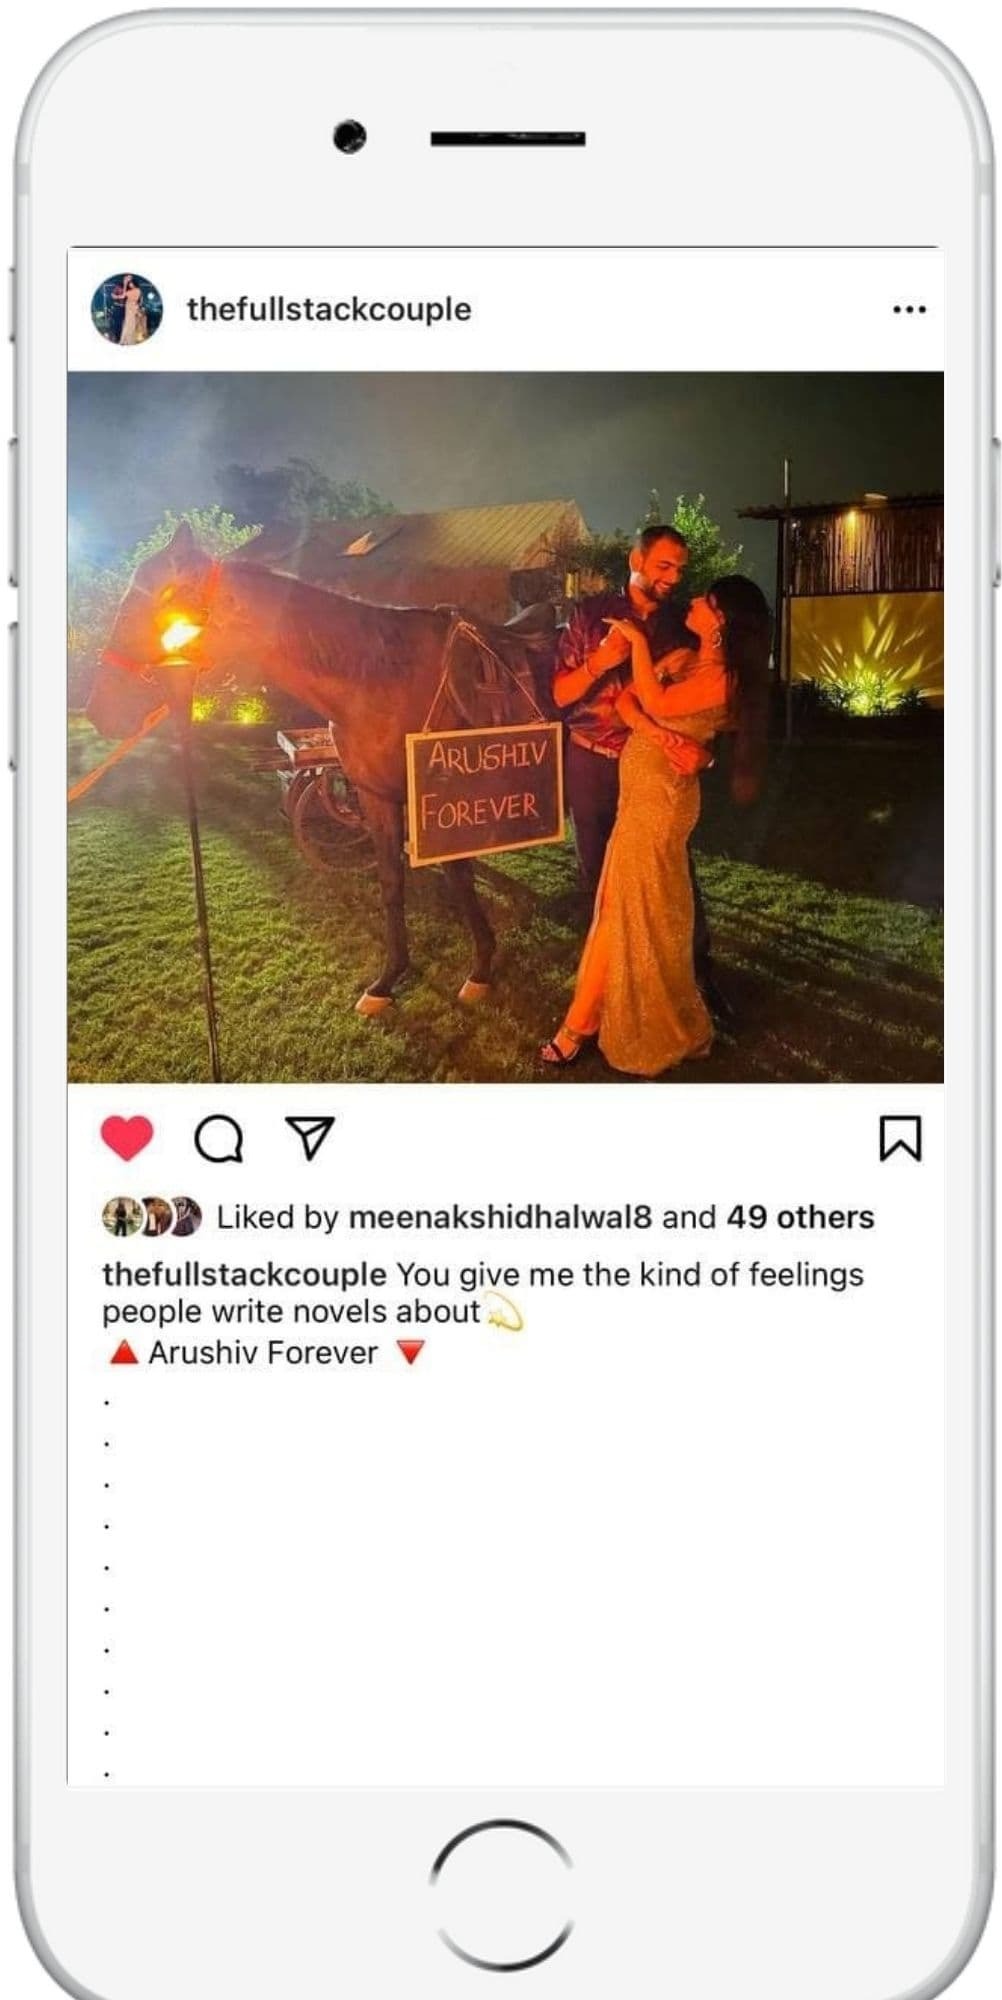 thefullstackcouple
ARUSHIV
FOREVER
Liked by meenakshidhalwal8 and 49 others
thefullstackcouple You give me the kind of feelings
people write novels about
Arushiv Forever
.
.
.
.
.
.
.
.
.
.